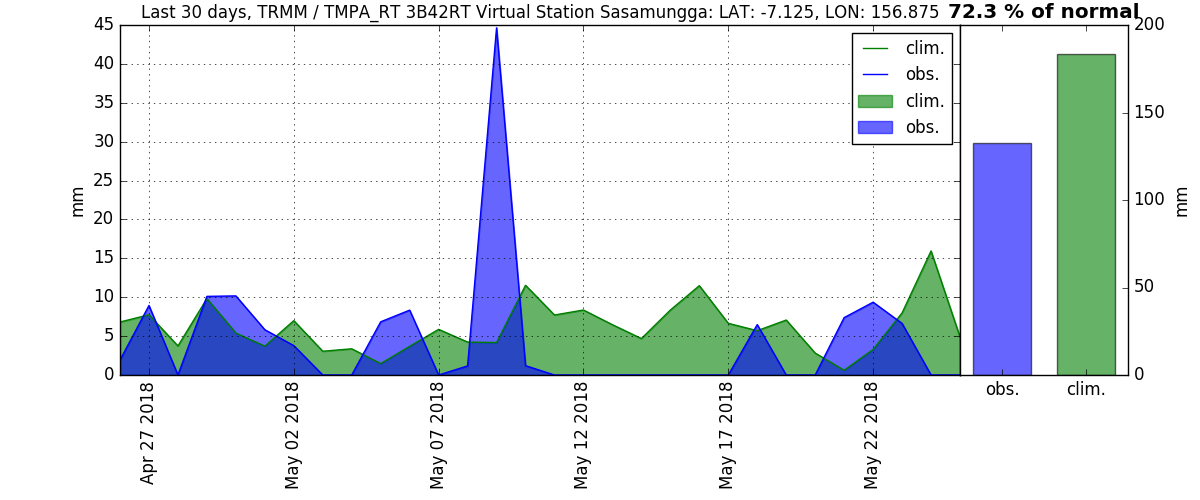 Last 30 days, TRMM / TMPA_RT 3B42RT Virtual Station Sasamungga: LAT: -7.125, LON: 156.875
72.3 % of normal
45
40
35
30
25
20
15
10
5
0
mm
clim.
obs.
clim.
obs.
Apr 27 2018
May 02 2018
May 07 2018
May 12 2018
May 17 2018
May 22 2018
200
150
100
50
0
mm
obs.
clim.